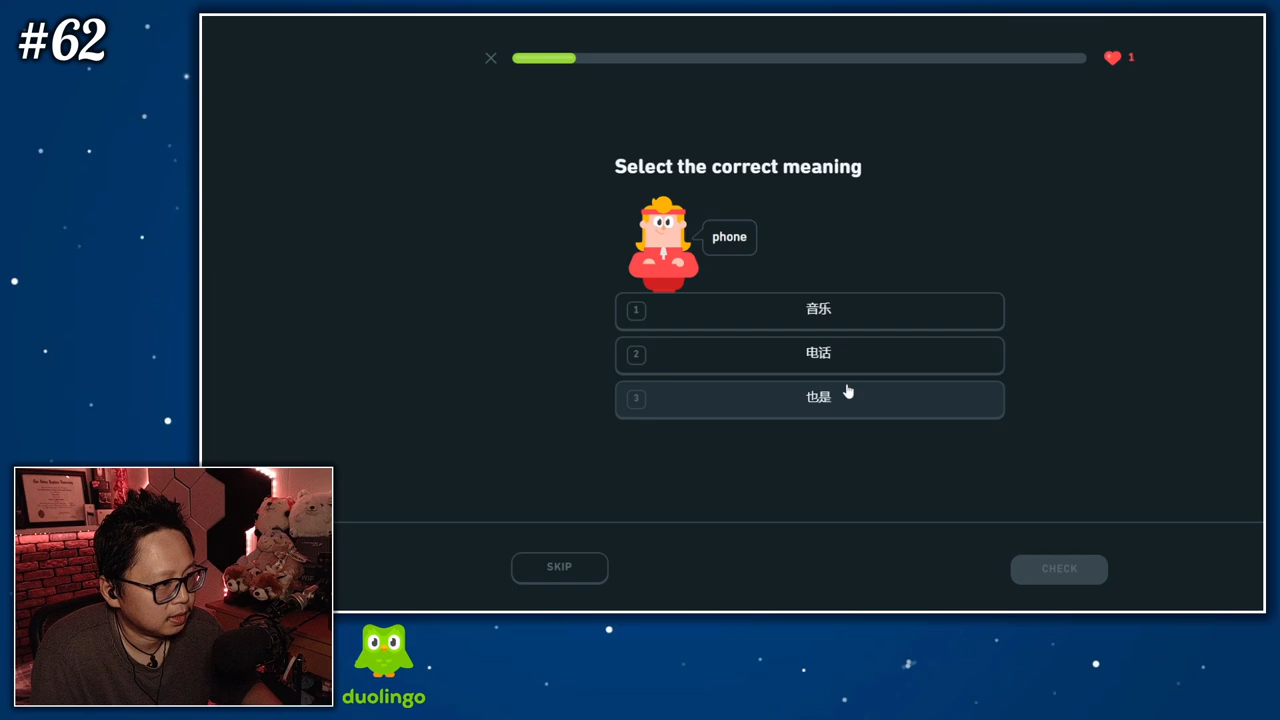 #62
1
Select the correct meaning
phone
1 音乐
2 电话
3 也是
SKIP
CHECK
duolingo